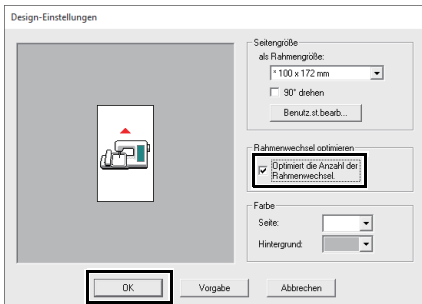 Design-Einstellungen
Seitengröße
als Rahmengröße:
* 100 x 172 mm
90° drehen
Benutz.st.bearb...
Rahmenwechsel optimieren
Optimiert die Anzahl der
Rahmenwechsel.
Farbe
Seite:
Hintergrund:
OK
Vorgabe
Abbrechen